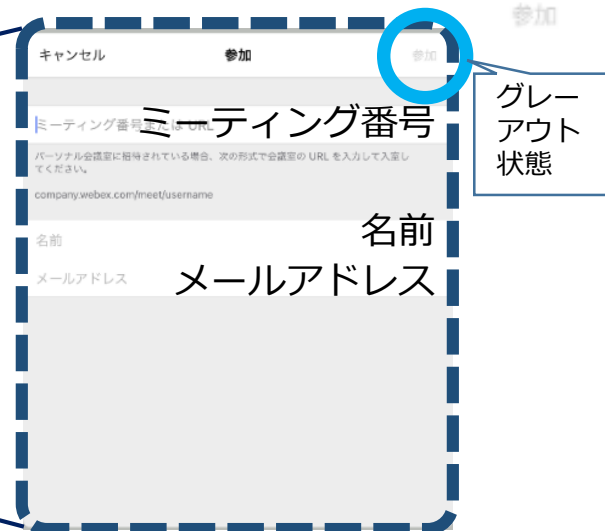 参加
キャンセル
参加
参加
グレー
アウト
状態
ミーティング番号または URL
ミーティング番号
パーソナル会議室に招待されている場合、次の形式で会議室の URL を入力して入室し
てください。
company.webex.com/meet/username
名前
名前
メールアドレス
メールアドレス